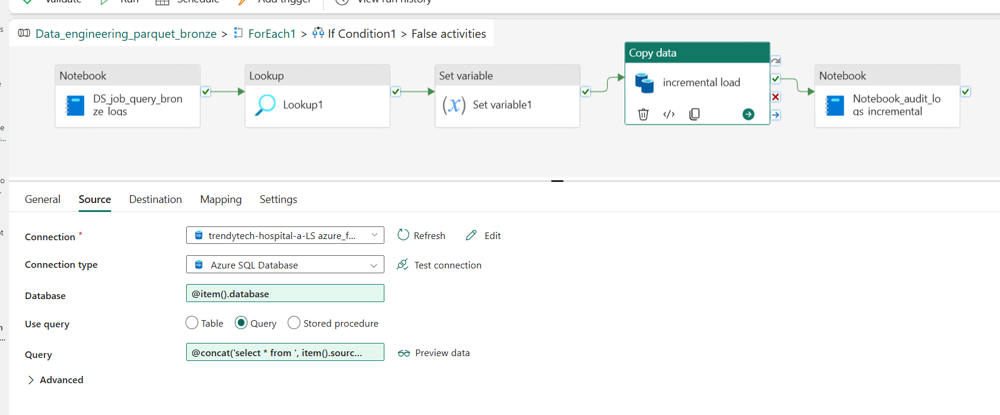 Validate Run Schedule Add trigger View run history
Data_engineering_parquet_bronze > ForEach1 > If Condition1 > False activities
Notebook
DS_job_query_bron
ze_logs
Lookup
Lookup1
Set variable
(x) Set variable1
Copy data
incremental load
Notebook
Notebook_audit_lo
gs_incremental
General Source Destination Mapping Settings
Connection * trendytech-hospital-a-LS azure_f... Refresh Edit
Connection type Azure SQL Database Test connection
Database @item().database
Use query Table Query Stored procedure
Query @concat('select * from ', item().sourc... Preview data
Advanced